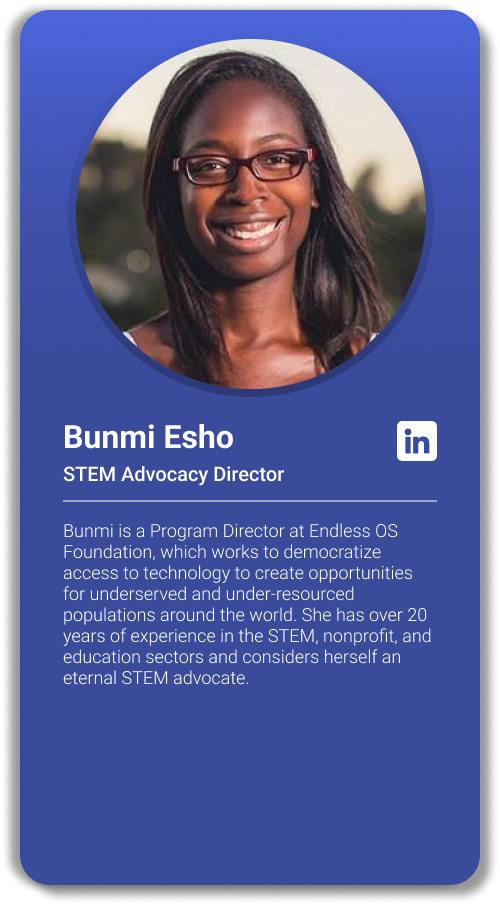 Bunmi Esho
in
STEM Advocacy Director
Bunmi is a Program Director at Endless OS
Foundation, which works to democratize
access to technology to create opportunities
for underserved and under-resourced
populations around the world. She has over 20
years of experience in the STEM, nonprofit, and
education sectors and considers herself an
eternal STEM advocate.